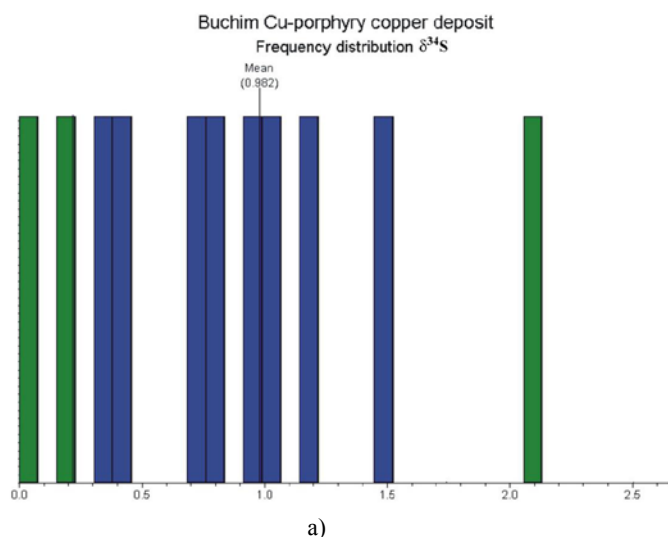 Buchim Cu-porphyry copper deposit
Frequency distribution δ³⁴S
Mean
(0.982)
0.0 0.5 1.0 1.5 2.0 2.5
a)